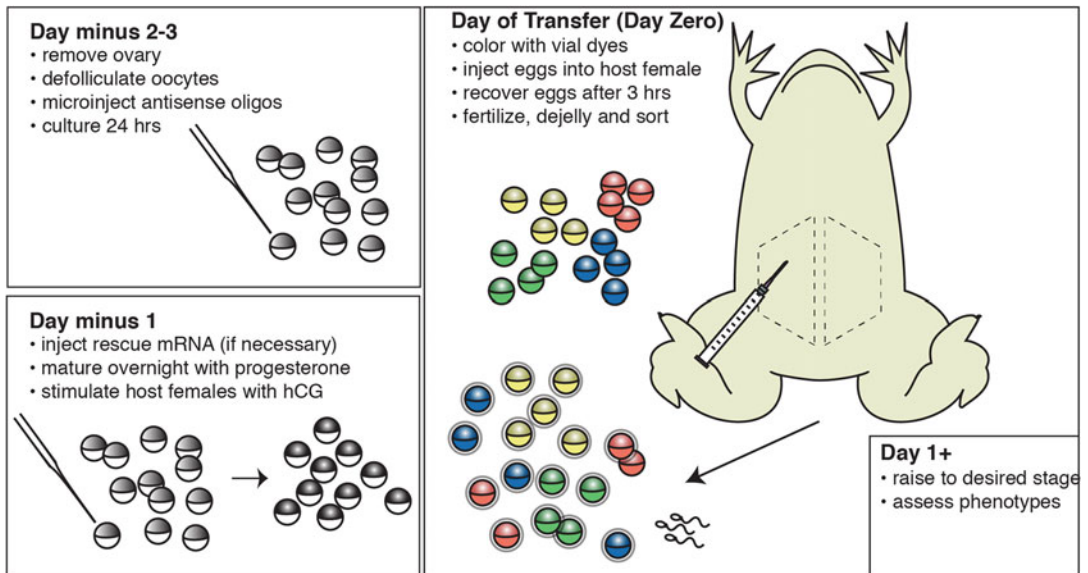 Day minus 2-3
• remove ovary
• defolliculate oocytes
• microinject antisense oligos
• culture 24 hrs
Day minus 1
• inject rescue mRNA (if necessary)
• mature overnight with progesterone
• stimulate host females with hCG
Day of Transfer (Day Zero)
• color with vial dyes
• inject eggs into host female
• recover eggs after 3 hrs
• fertilize, dejelly and sort
Day 1+
• raise to desired stage
• assess phenotypes